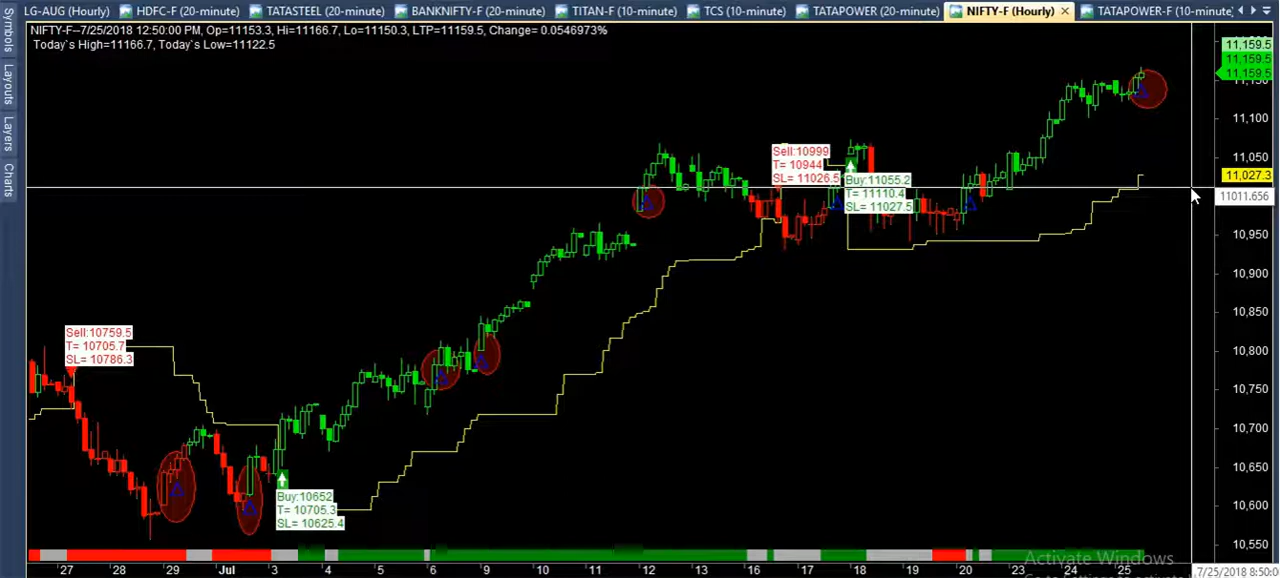 LG-AUG (Hourly) HDFC-F (20-minute) TATASTEEL (20-minute) BANKNIFTY-F (20-minute) TITAN-F (10-minute) TCS (10-minute) TATAPOWER (20-minute) NIFTY-F (Hourly) TATAPOWER-F (10-minute)
Symbols
Layouts
Layers
Charts
NIFTY-F--7/25/2018 12:50:00 PM, Op=11153.3, Hi=11166.7, Lo=11150.3, LTP=11159.5, Change= 0.0546973%
Today`s High=11166.7, Today`s Low=11122.5
11,159.5
11,159.5
11,159.5
11,100
11,050
11,027.3
11011.656
10,950
10,900
10,850
10,800
10,750
10,700
10,650
10,600
10,550
Sell:10999
T= 10944
SL= 11026.5
Buy:11055.2
T= 11110.4
SL= 11027.5
Sell:10759.5
T= 10705.7
SL= 10786.3
Buy:10652
T= 10705.3
SL= 10625.4
Activate Windows
27 28 29 Jul 3 4 5 6 9 10 11 12 13 16 17 18 19 20 23 24 25
7/25/2018 8:50:0